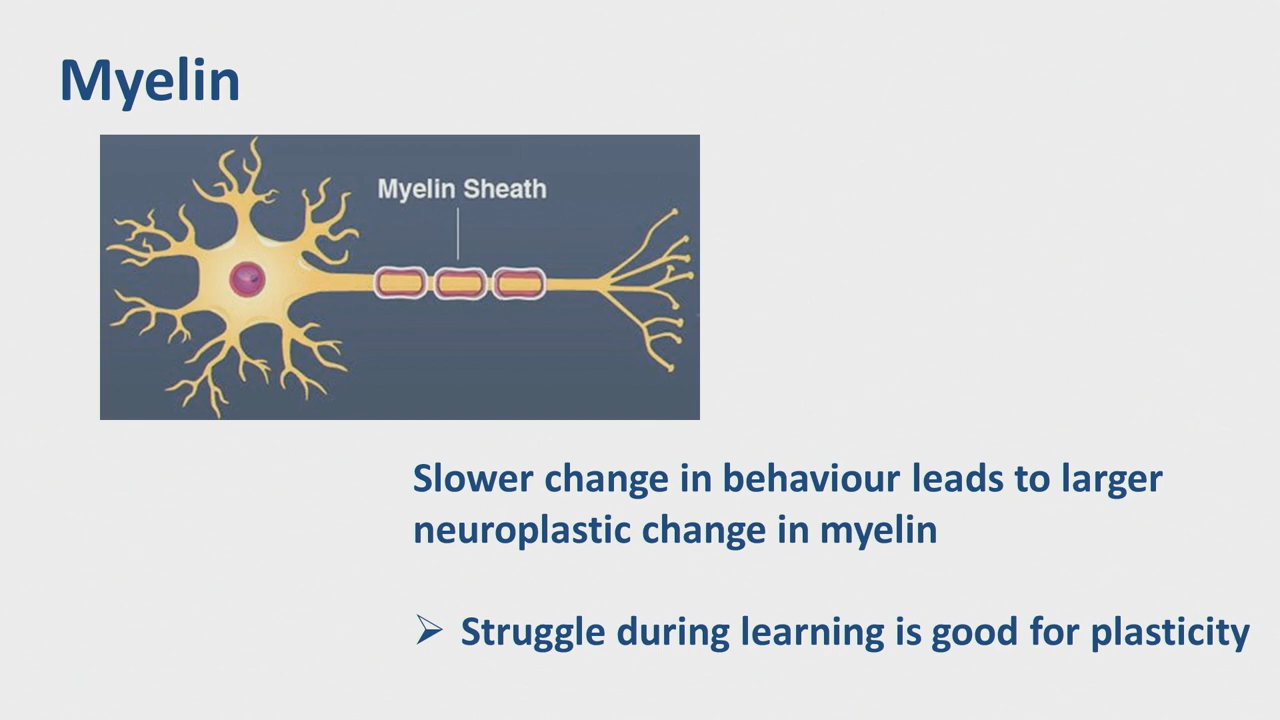 Myelin
Myelin Sheath
Slower change in behaviour leads to larger
neuroplastic change in myelin
➢ Struggle during learning is good for plasticity